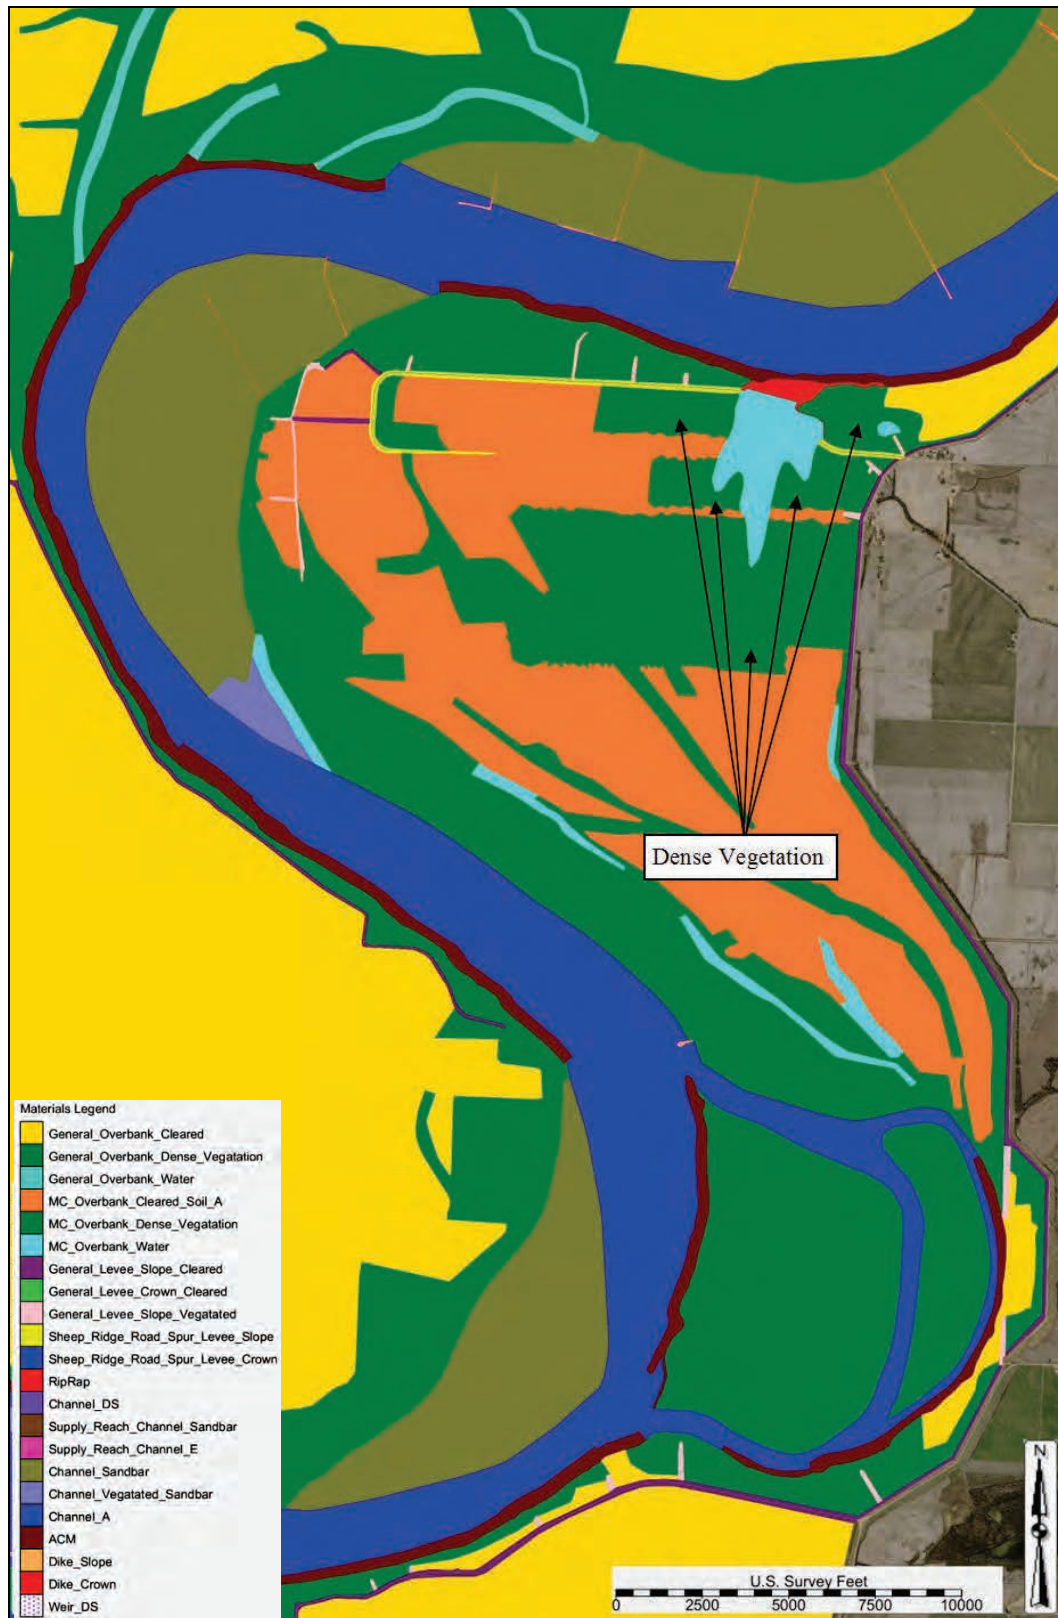 Dense Vegetation
Materials Legend
General_Overbank_Cleared
General_Overbank_Dense_Vegatation
General_Overbank_Water
MC_Overbank_Cleared_Soil_A
MC_Overbank_Dense_Vegatation
MC_Overbank_Water
General_Levee_Slope_Cleared
General_Levee_Crown_Cleared
General_Levee_Slope_Vegatated
Sheep_Ridge_Road_Spur_Levee_Slope
Sheep_Ridge_Road_Spur_Levee_Crown
RipRap
Channel_DS
Supply_Reach_Channel_Sandbar
Supply_Reach_Channel_E
Channel_Sandbar
Channel_Vegatated_Sandbar
Channel_A
ACM
Dike_Slope
Dike_Crown
Weir_DS
U.S. Survey Feet
0 2500 5000 7500 10000
N